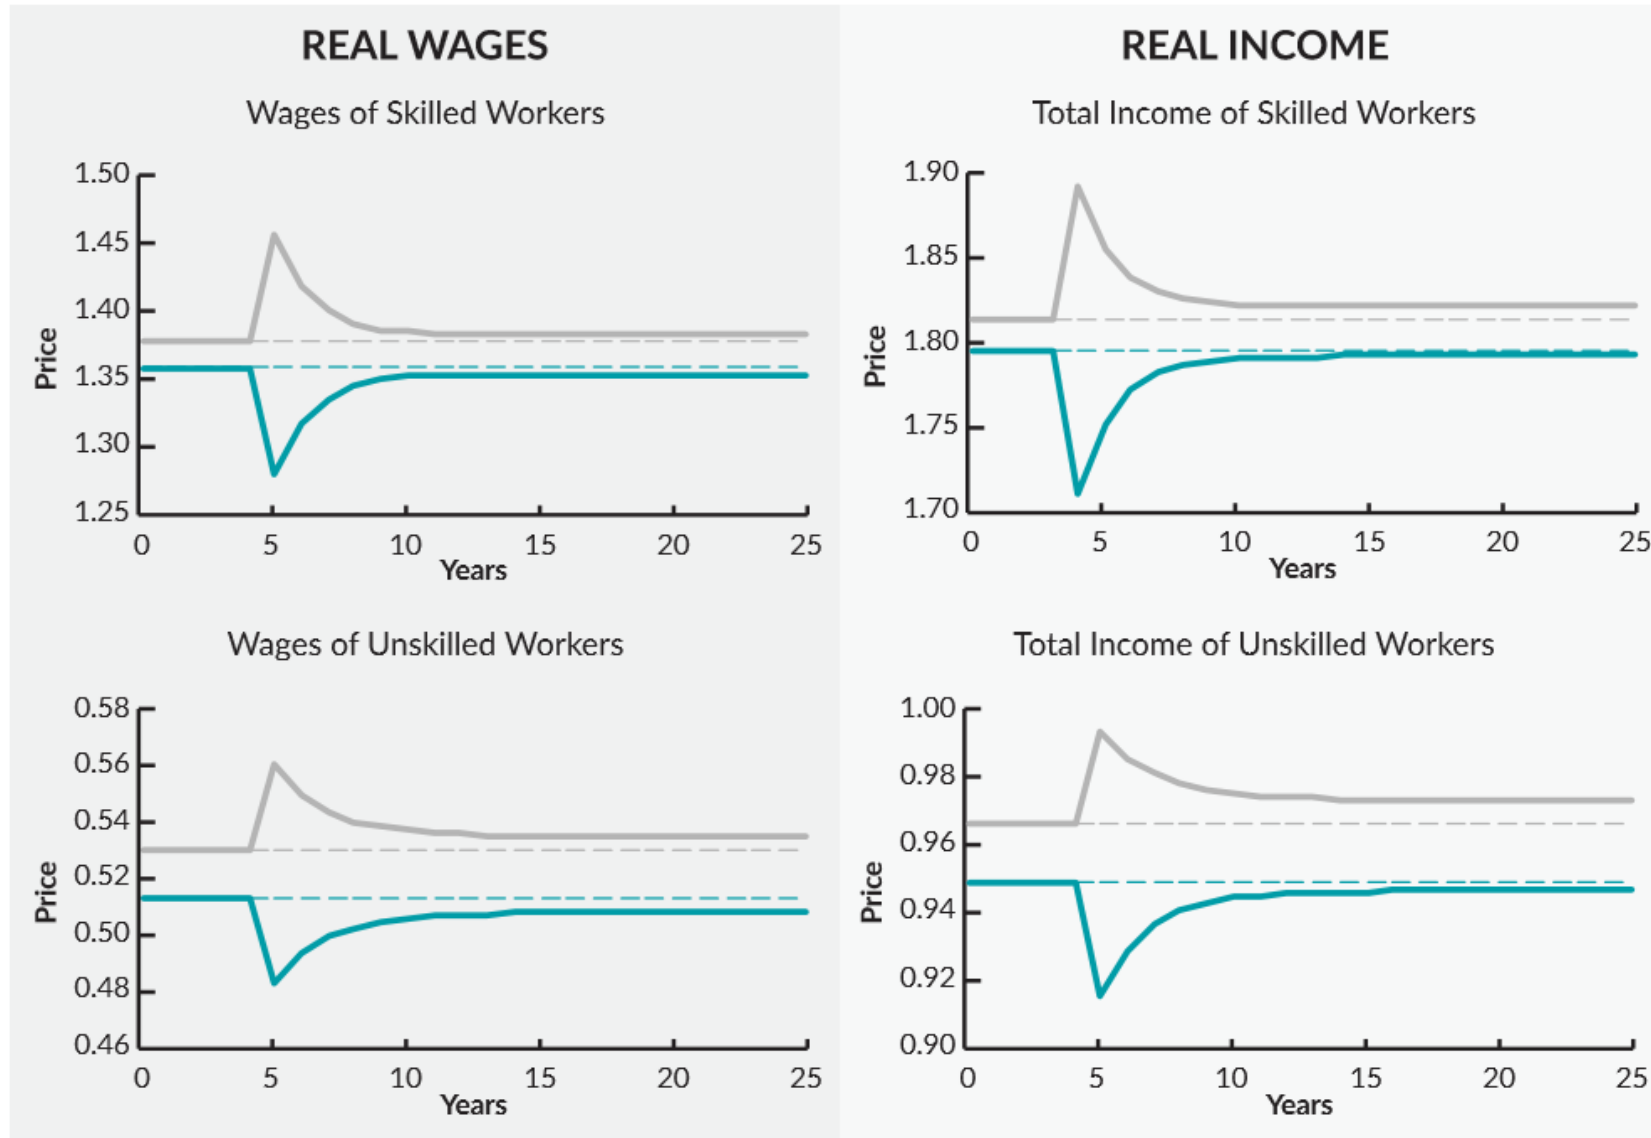 REAL WAGES
Wages of Skilled Workers
Price
1.50
1.45
1.40
1.35
1.30
1.25
0 5 10 15 20 25
Years
REAL INCOME
Total Income of Skilled Workers
Price
1.90
1.85
1.80
1.75
1.70
0 5 10 15 20 25
Years
Wages of Unskilled Workers
Price
0.58
0.56
0.54
0.52
0.50
0.48
0.46
0 5 10 15 20 25
Years
Total Income of Unskilled Workers
Price
1.00
0.98
0.96
0.94
0.92
0.90
0 5 10 15 20 25
Years